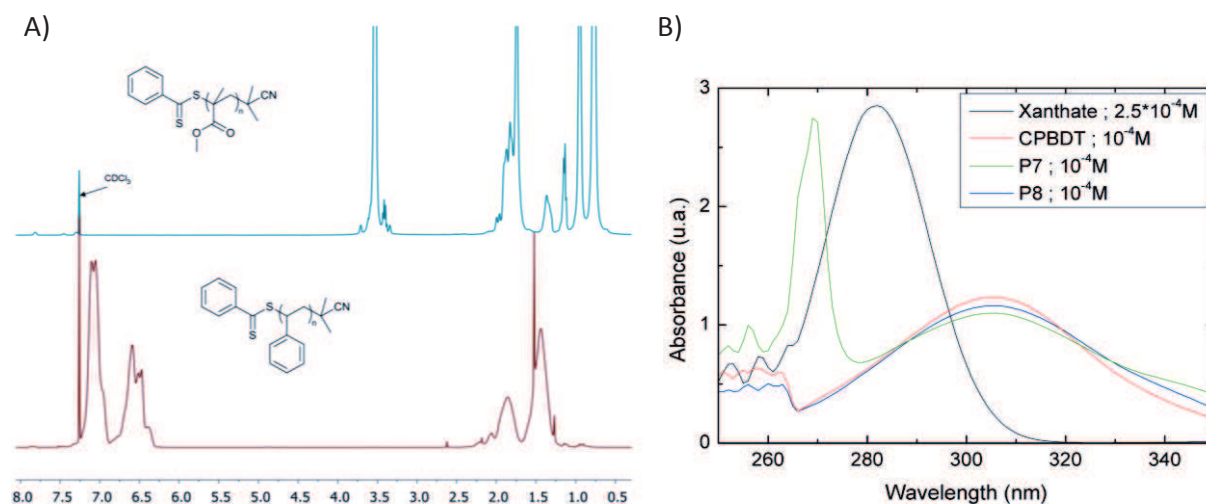 A)
S
n
CN
S
O
O
CDCl₃
S
n
CN
S
8.0 7.5 7.0 6.5 6.0 5.5 5.0 4.5 4.0 3.5 3.0 2.5 2.0 1.5 1.0 0.5
B)
3
2
1
0
Absorbance (u.a.)
Xanthate ; 2.5*10⁻⁴M
CPBDT ; 10⁻⁴M
P7 ; 10⁻⁴M
P8 ; 10⁻⁴M
260 280 300 320 340
Wavelength (nm)